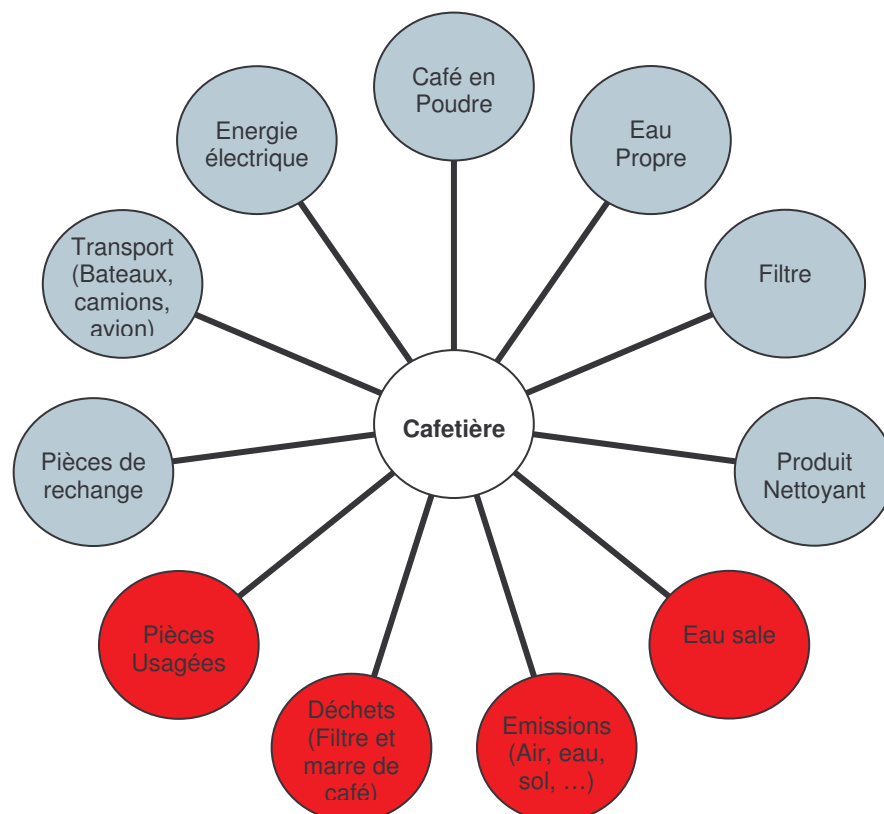 Café en
Poudre
Energie
électrique
Eau
Propre
Transport
(Bateaux,
camions,
avion)
Filtre
Cafetière
Pièces de
rechange
Produit
Nettoyant
Pièces
Usagées
Eau sale
Déchets
(Filtre et
marre de
café)
Emissions
(Air, eau,
sol, …)